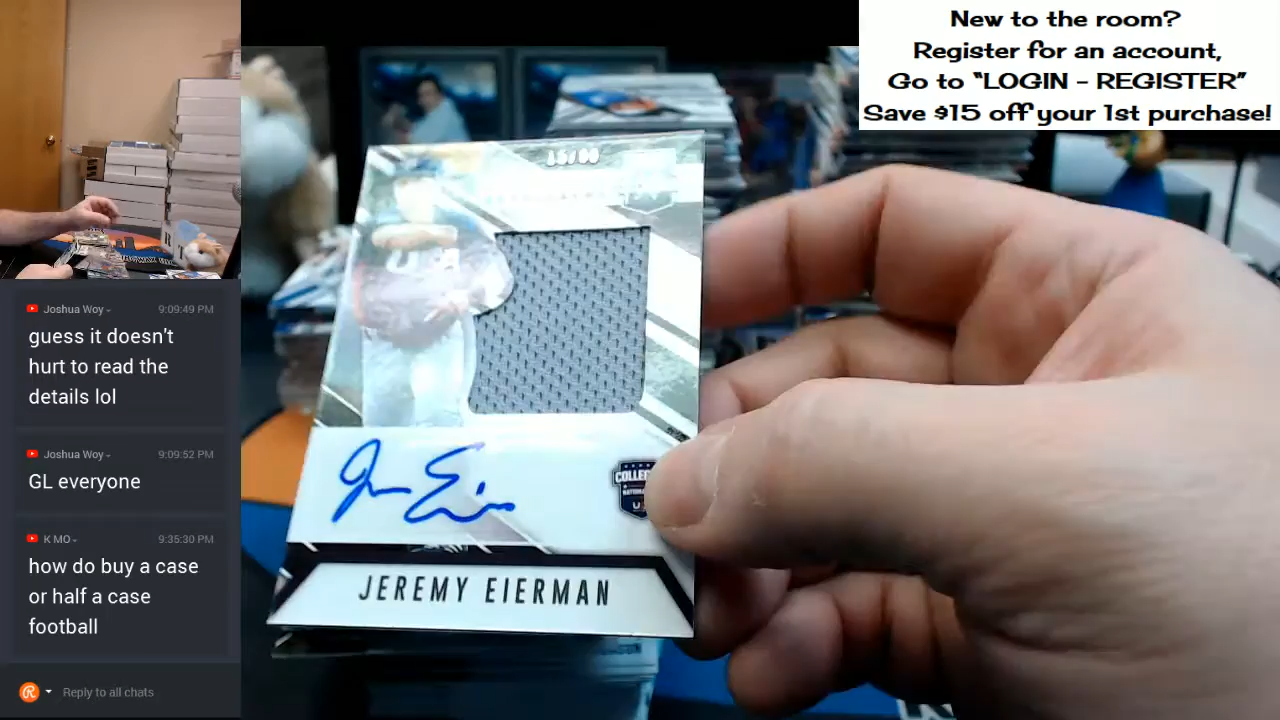 New to the room?
Register for an account,
Go to "LOGIN - REGISTER"
Save $15 off your 1st purchase!
Joshua Woy
9:09:49 PM
guess it doesn't
hurt to read the
details lol
Joshua Woy
9:09:52 PM
GL everyone
K MO
9:35:30 PM
how do buy a case
or half a case
football
Reply to all chats
JEREMY EIERMAN